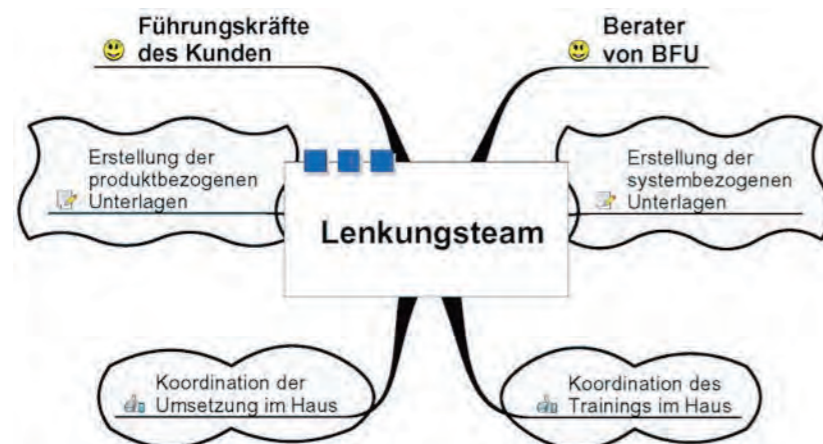 Führungskräfte
des Kunden
Berater
von BFU
Erstellung der
produktbezogenen
Unterlagen
Erstellung der
systembezogenen
Unterlagen
Lenkungsteam
Koordination der
Umsetzung im Haus
Koordination des
Trainings im Haus